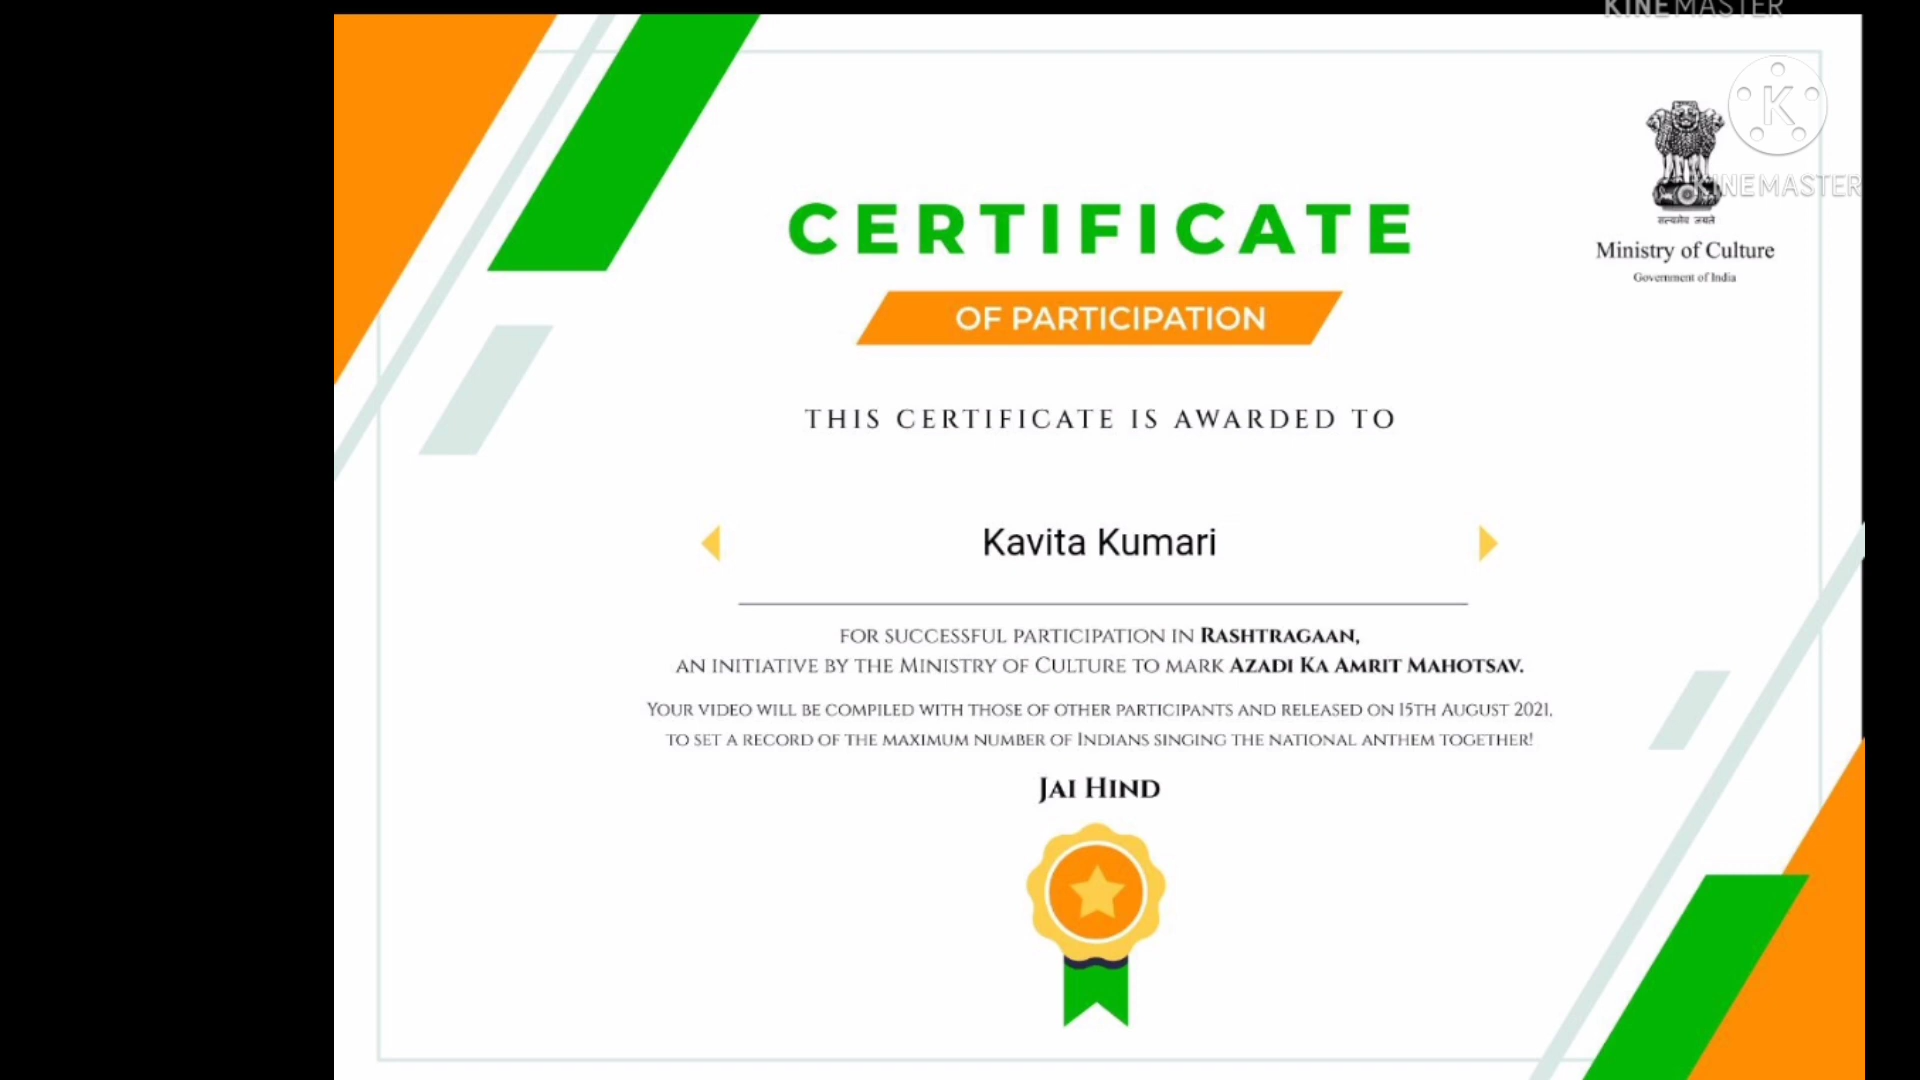 KINEMASTER
K
KINEMASTER
सत्यमेव जयते
Ministry of Culture
Government of India
CERTIFICATE
OF PARTICIPATION
THIS CERTIFICATE IS AWARDED TO
Kavita Kumari
FOR SUCCESSFUL PARTICIPATION IN RASHTRAGAAN,
AN INITIATIVE BY THE MINISTRY OF CULTURE TO MARK AZADI KA AMRIT MAHOTSAV.
YOUR VIDEO WILL BE COMPILED WITH THOSE OF OTHER PARTICIPANTS AND RELEASED ON 15TH AUGUST 2021,
TO SET A RECORD OF THE MAXIMUM NUMBER OF INDIANS SINGING THE NATIONAL ANTHEM TOGETHER!
JAI HIND